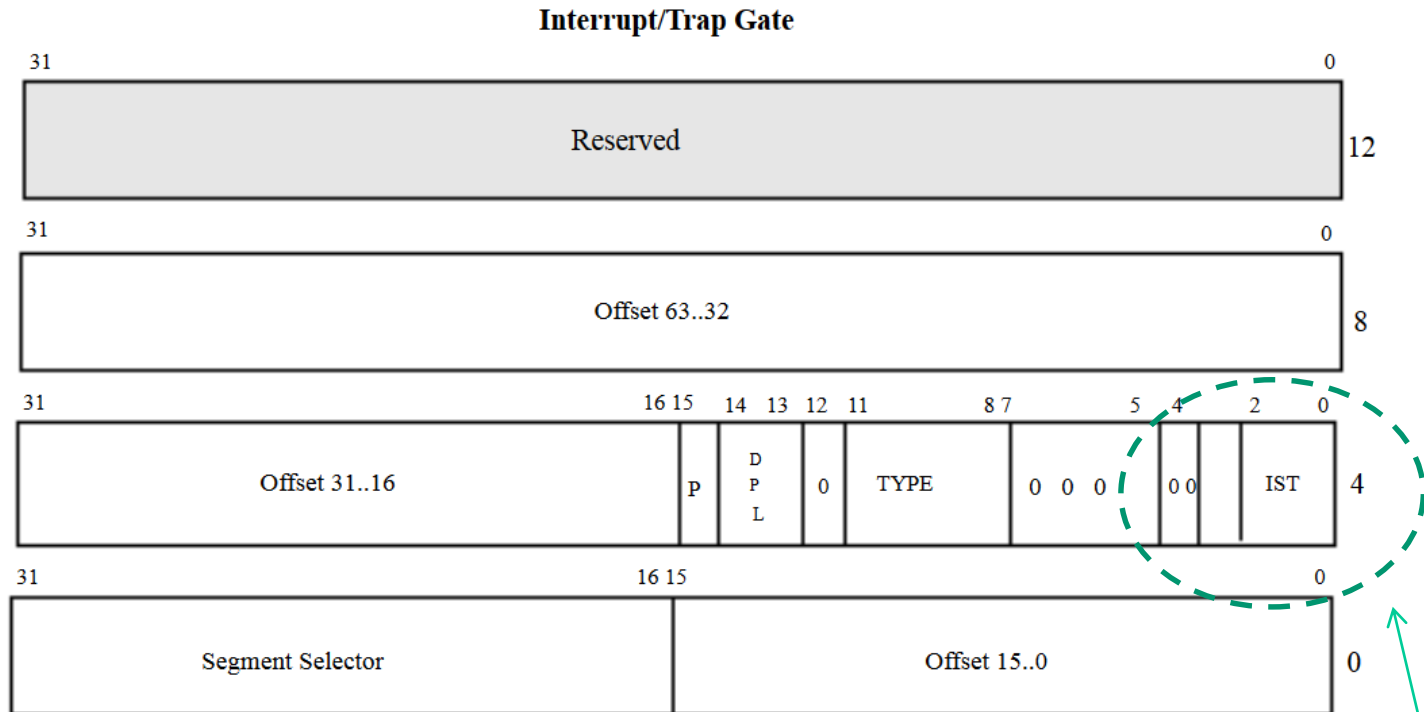 Interrupt/Trap Gate
31 0
Reserved 12
31 0
Offset 63..32 8
31 16 15 14 13 12 11 8 7 5 4 2 0
Offset 31..16 P D P L 0 TYPE 0 0 0 0 0 IST 4
31 16 15 0
Segment Selector Offset 15..0 0